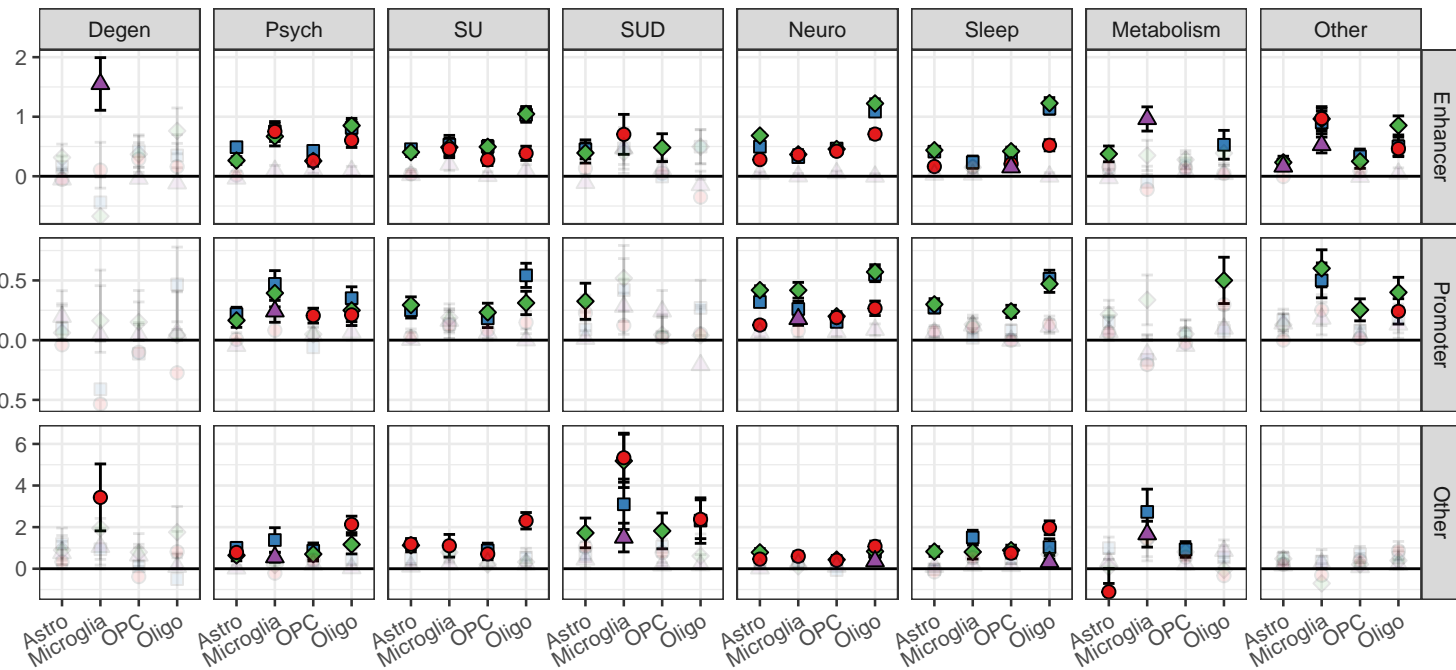 Degen Psych SU SUD Neuro Sleep Metabolism Other
2
1
0
Enhancer
0.5
0.0
0.5
Promoter
6
4
2
0
Other
Astro Microglia OPC Oligo Astro Microglia OPC Oligo Astro Microglia OPC Oligo Astro Microglia OPC Oligo Astro Microglia OPC Oligo Astro Microglia OPC Oligo Astro Microglia OPC Oligo Astro Microglia OPC Oligo